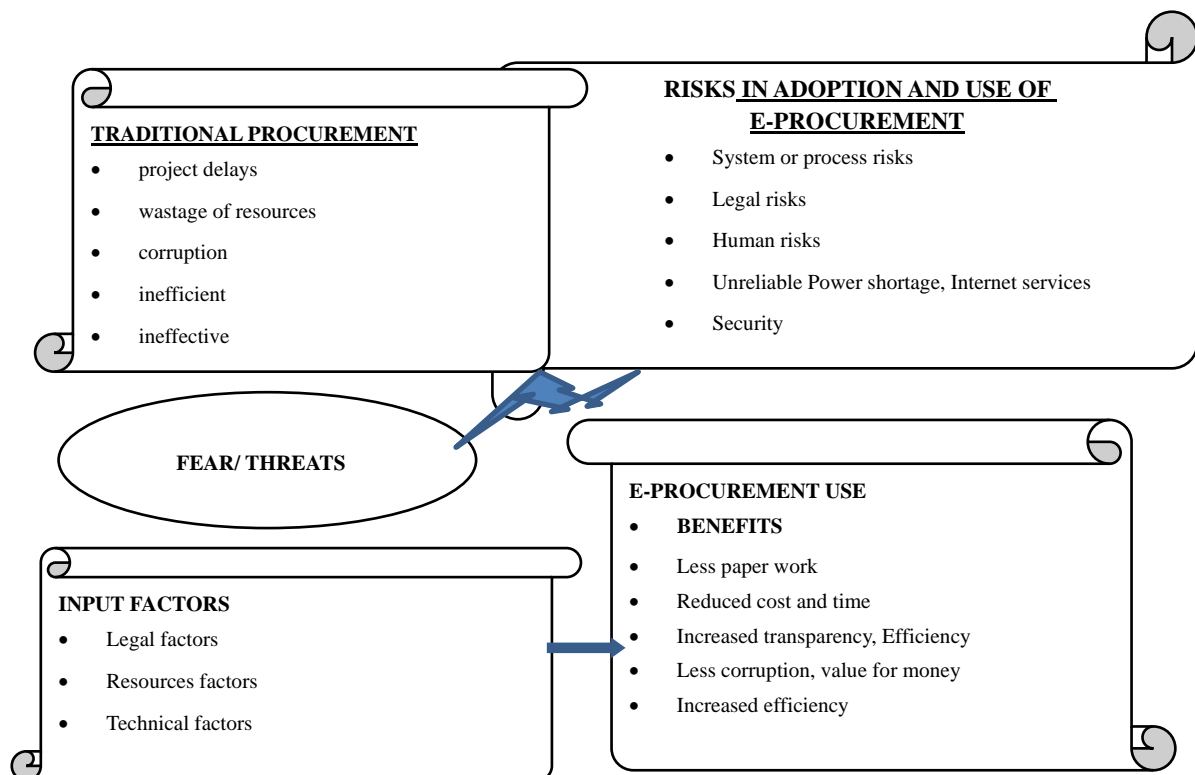 TRADITIONAL PROCUREMENT
• project delays
• wastage of resources
• corruption
• inefficient
• ineffective
RISKS IN ADOPTION AND USE OF
E-PROCUREMENT
• System or process risks
• Legal risks
• Human risks
• Unreliable Power shortage, Internet services
• Security
FEAR/ THREATS
INPUT FACTORS
• Legal factors
• Resources factors
• Technical factors
E-PROCUREMENT USE
• BENEFITS
• Less paper work
• Reduced cost and time
• Increased transparency, Efficiency
• Less corruption, value for money
• Increased efficiency